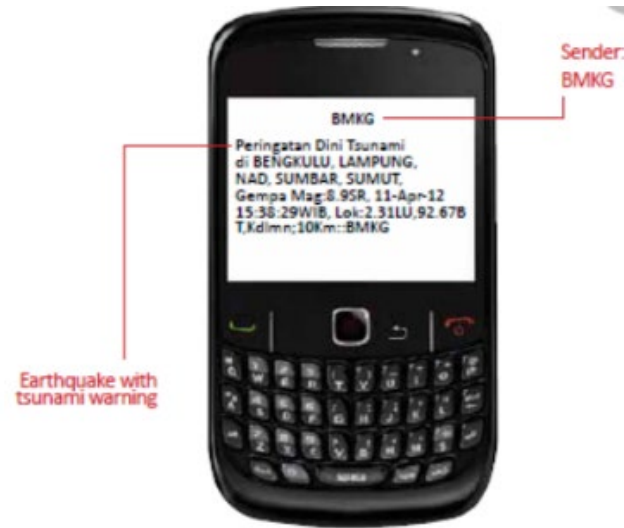 Sender:
BMKG
BMKG
Peringatan Dini Tsunami
di BENGKULU, LAMPUNG,
NAD, SUMBAR, SUMUT,
Gempa Mag:8.9SR, 11-Apr-12
15:38:29WIB, Lok:2.31LU,92.67B
T,Kdlmn;10Km::BMKG
Earthquake with
tsunami warning